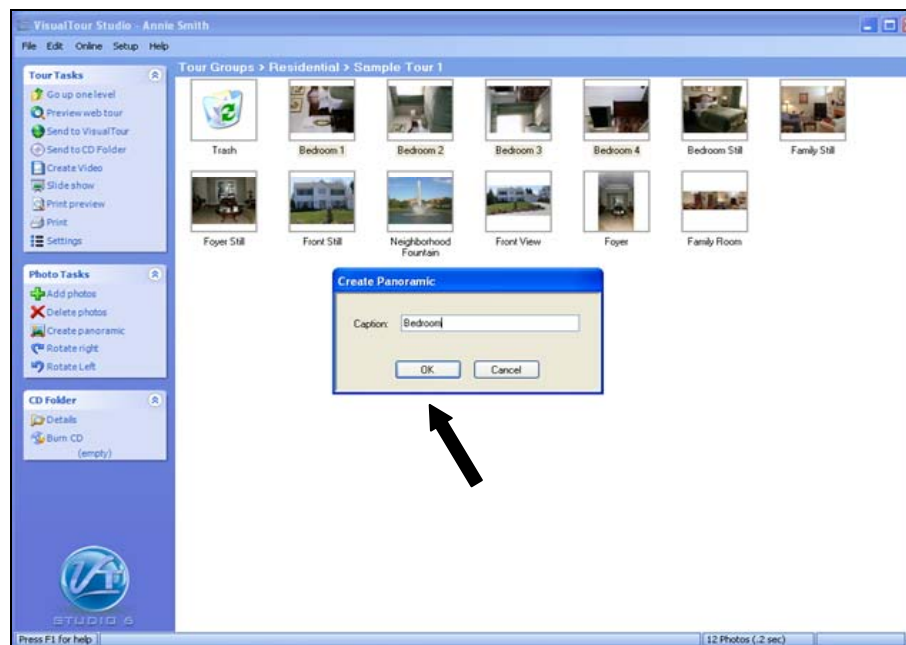 VisualTour Studio - Annie Smith
File Edit Online Setup Help
Tour Groups > Residential > Sample Tour 1
Tour Tasks
Go up one level
Preview web tour
Send to VisualTour
Send to CD Folder
Create Video
Slide show
Print preview
Print
Settings
Photo Tasks
Add photos
Delete photos
Create panoramic
Rotate right
Rotate Left
CD Folder
Details
Burn CD
(empty)
Trash Bedroom 1 Bedroom 2 Bedroom 3 Bedroom 4 Bedroom Still Family Still
Foyer Still Front Still Neighborhood Front View Foyer Family Room
Fountain
Create Panoramic
Caption: Bedroom
OK Cancel
STUDIO 6
Press F1 for help 12 Photos (.2 sec)